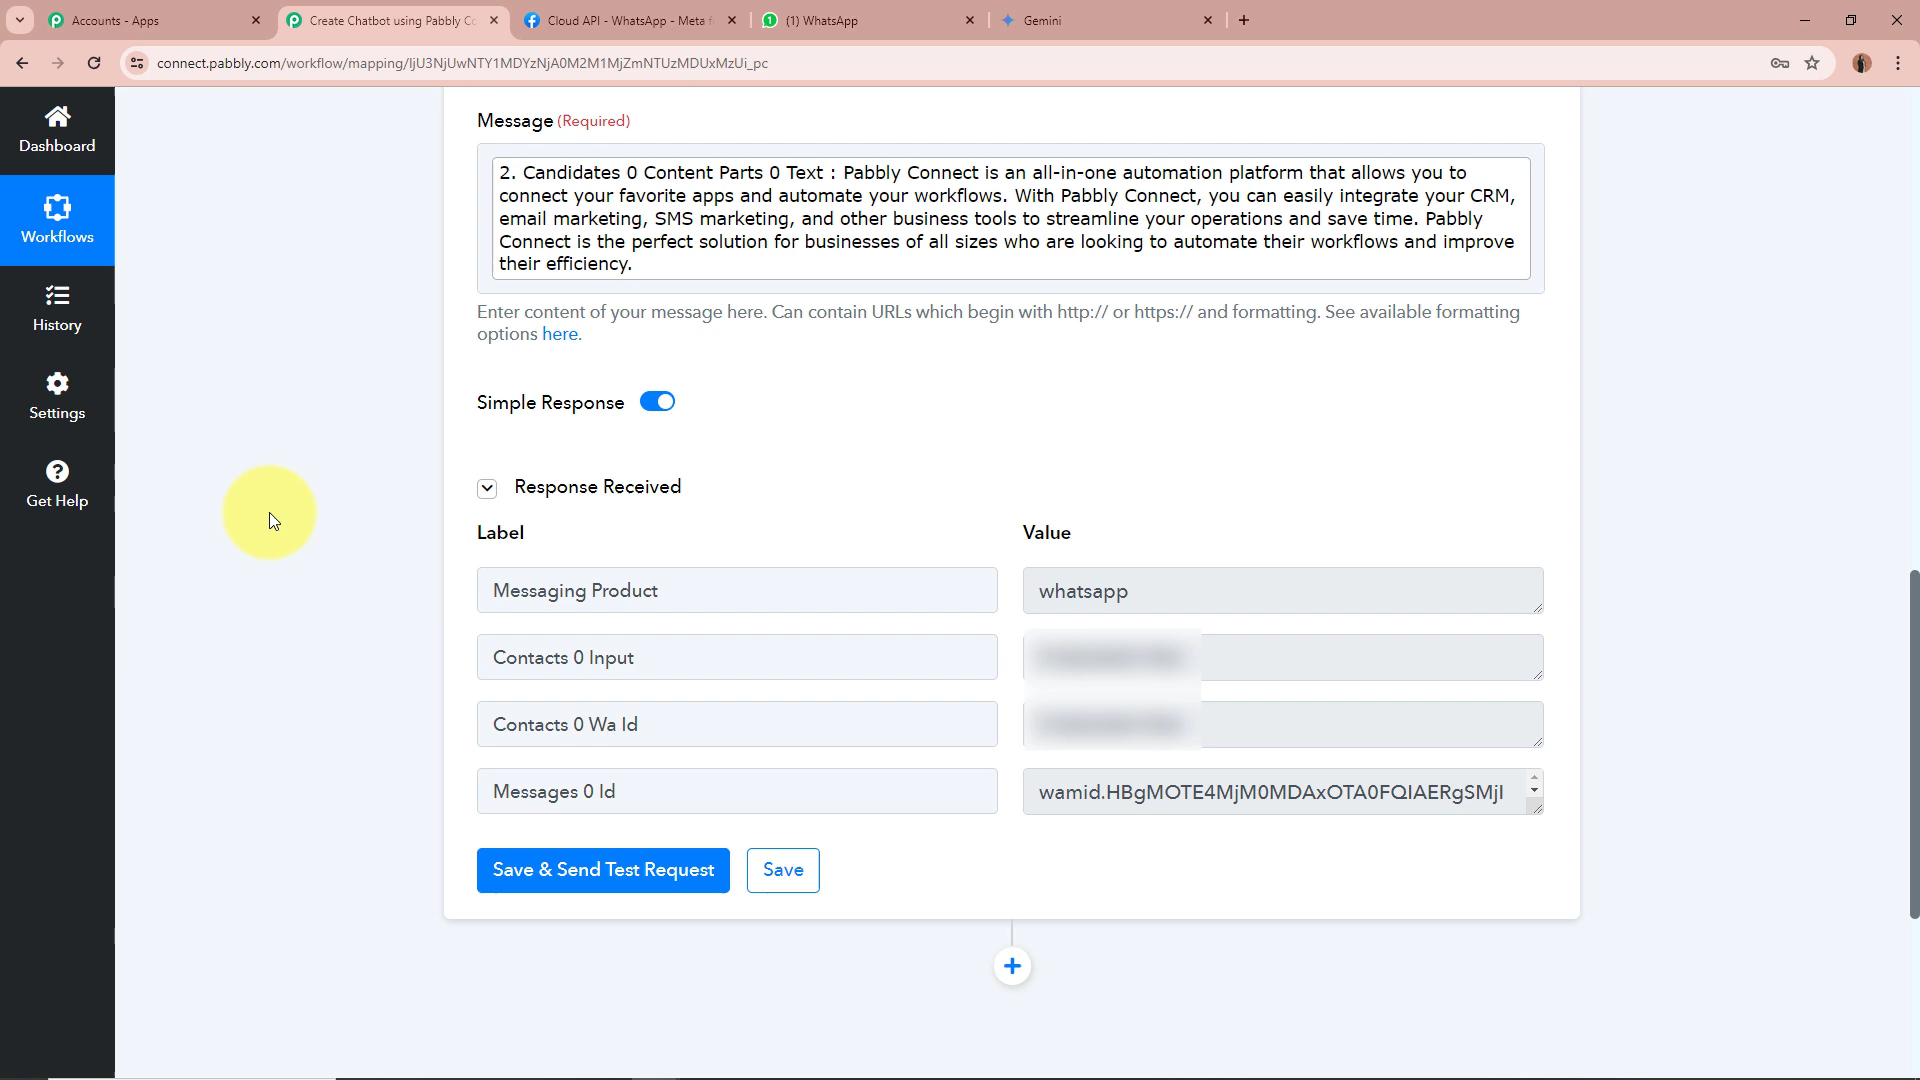 Accounts - Apps
Create Chatbot using Pabbly Co
Cloud API - WhatsApp - Meta f
(1) WhatsApp
Gemini
connect.pabbly.com/workflow/mapping/IjU3NjUwNTY1MDYzNjA0M2M1MjZmNTUzMDUxMzUi_pc
Dashboard
Workflows
History
Settings
Get Help
Message (Required)
2. Candidates 0 Content Parts 0 Text : Pabbly Connect is an all-in-one automation platform that allows you to
connect your favorite apps and automate your workflows. With Pabbly Connect, you can easily integrate your CRM,
email marketing, SMS marketing, and other business tools to streamline your operations and save time. Pabbly
Connect is the perfect solution for businesses of all sizes who are looking to automate their workflows and improve
their efficiency.
Enter content of your message here. Can contain URLs which begin with http:// or https:// and formatting. See available formatting
options here.
Simple Response
Response Received
Label Value
Messaging Product whatsapp
Contacts 0 Input
Contacts 0 Wa Id
Messages 0 Id wamid.HBgMOTE4MjM0MDAxOTA0FQIAERgSMjI
Save & Send Test Request Save